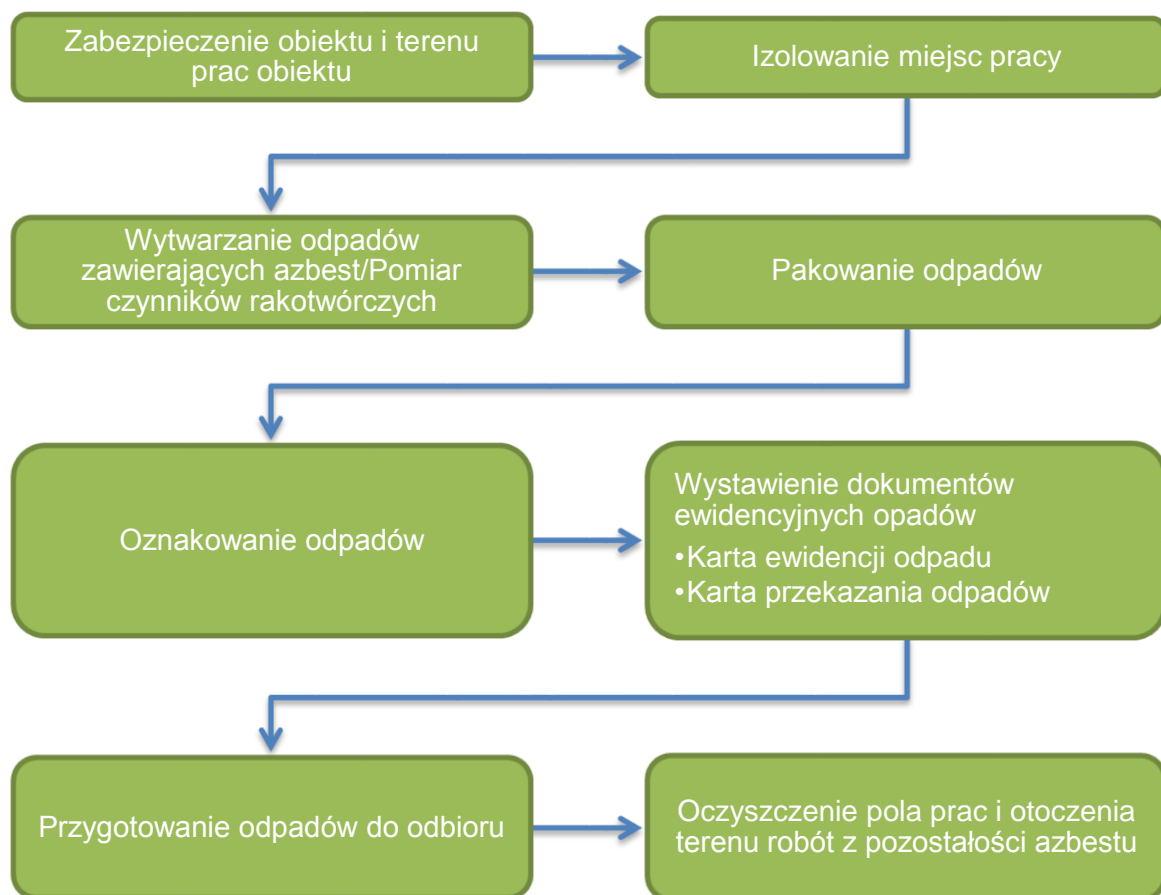 Zabezpieczenie obiektu i terenu
prac obiektu
Izolowanie miejsc pracy
Wytwarzanie odpadów
zawierających azbest/Pomiar
czynników rakotwórczych
Pakowanie odpadów
Oznakowanie odpadów
Wystawienie dokumentów
ewidencyjnych opadów
•Karta ewidencji odpadu
•Karta przekazania odpadów
Przygotowanie odpadów do odbioru
Oczyszczenie pola prac i otoczenia
terenu robót z pozostałości azbestu